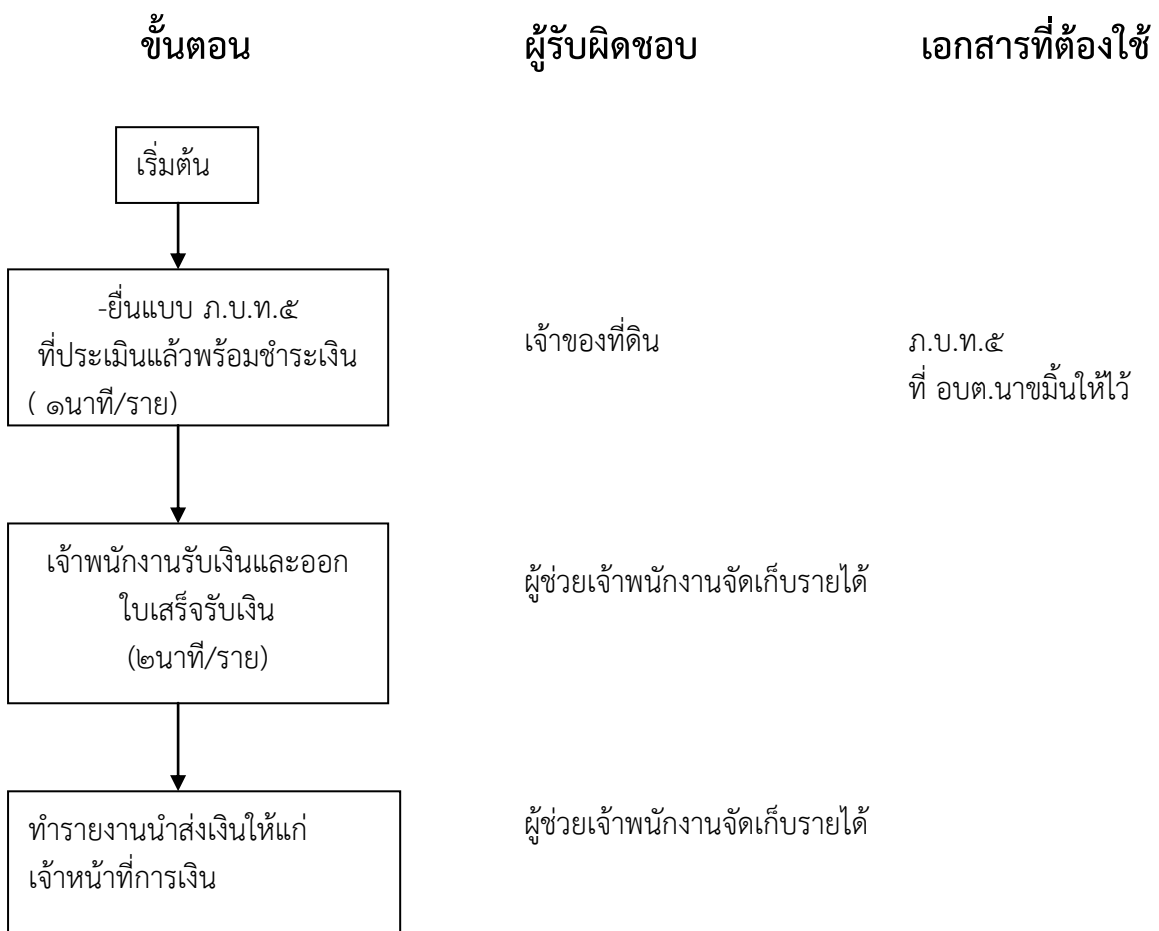 ขั้นตอน ผู้รับผิดชอบ เอกสารที่ต้องใช้
เริ่มต้น
-ยื่นแบบ ภ.บ.ท.๕
ที่ประเมินแล้วพร้อมชำระเงิน
( ๑นาที/ราย)
เจ้าของที่ดิน
ภ.บ.ท.๕
ที่ อบต.นาขมิ้นให้ไว้
เจ้าพนักงานรับเงินและออก
ใบเสร็จรับเงิน
(๒นาที/ราย)
ผู้ช่วยเจ้าพนักงานจัดเก็บรายได้
ทำรายงานนำส่งเงินให้แก่
เจ้าหน้าที่การเงิน
ผู้ช่วยเจ้าพนักงานจัดเก็บรายได้